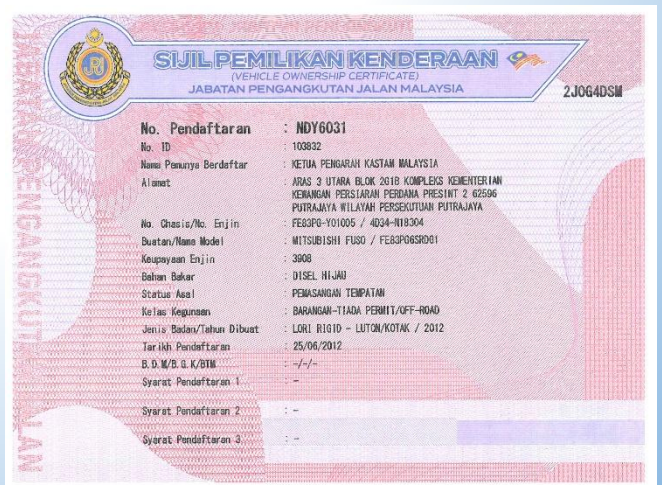 SIJIL PEMILIKAN KENDERAAN
(VEHICLE OWNERSHIP CERTIFICATE)
JABATAN PENGANGKUTAN JALAN MALAYSIA
2J0G4DSM
No. Pendaftaran : NDY6031
No. ID : 103832
Nama Pemunya Berdaftar : KETUA PENGARAH KASTAM MALAYSIA
Alamat : ARAS 3 UTARA BLOK 2G1B KOMPLEKS KEMENTERIAN
KEWANGAN PERSIARAN PERDANA PRESINT 2 62596
PUTRAJAYA WILAYAH PERSEKUTUAN PUTRAJAYA
No. Chasis/No. Enjin : FE83PG-Y01005 / 4D34-N18304
Buatan/Nama Model : MITSUBISHI FUSO / FE83PG6SRDG1
Keupayaan Enjin : 3908
Bahan Bakar : DISEL HIJAU
Status Asal : PEMASANGAN TEMPATAN
Kelas Kegunaan : BARANGAN-TIADA PERMIT/OFF-ROAD
Jenis Badan/Tahun Dibuat : LORI RIGID - LUTON/KOTAK / 2012
Tarikh Pendaftaran : 25/06/2012
B.D.M/B.G.K/BTM : -/-/-
Syarat Pendaftaran 1 : -
Syarat Pendaftaran 2 : -
Syarat Pendaftaran 3 : -
JABATAN PENGANGKUTAN JALAN